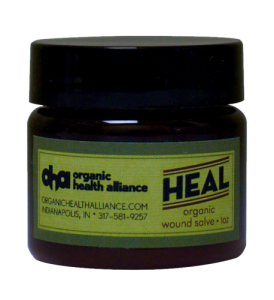 oha organic
health alliance
ORGANICHEALTHALLIANCE.COM
INDIANAPOLIS, IN • 317-581-9257
HEAL
organic
wound salve • 1oz